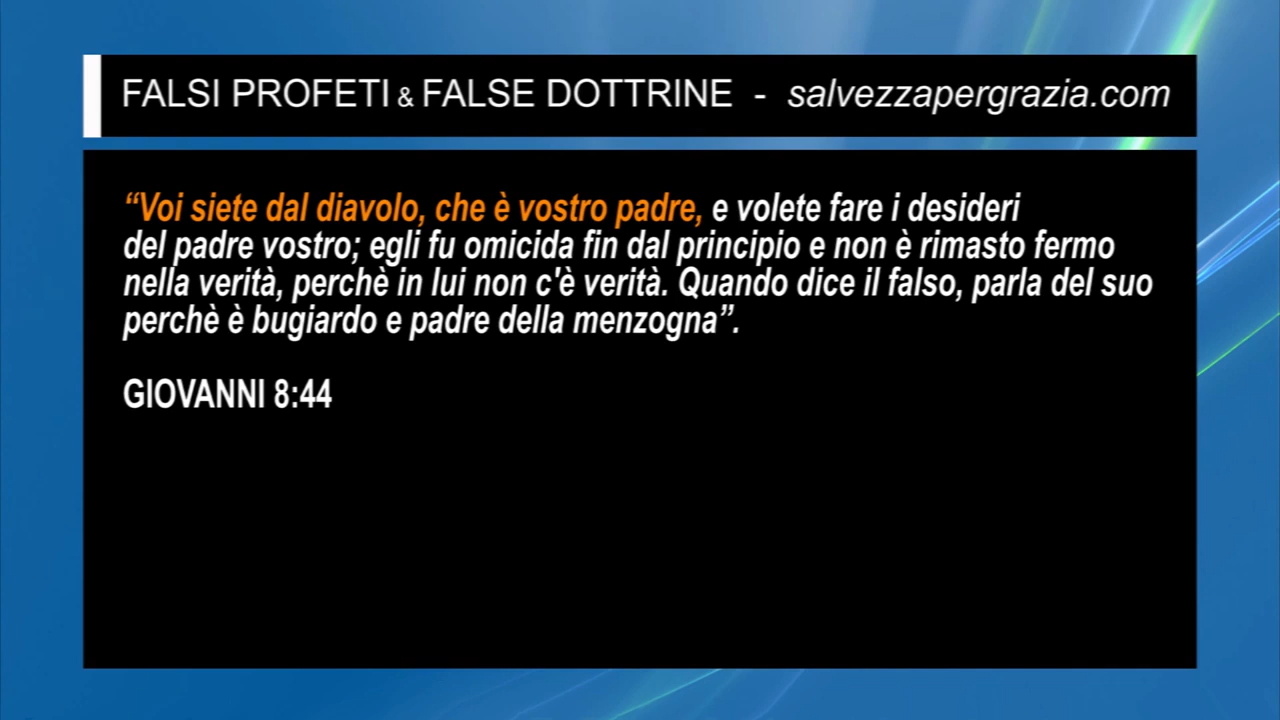 FALSI PROFETI & FALSE DOTTRINE - salvezzapergrazia.com
“Voi siete dal diavolo, che è vostro padre, e volete fare i desideri
del padre vostro; egli fu omicida fin dal principio e non è rimasto fermo
nella verità, perchè in lui non c'è verità. Quando dice il falso, parla del suo
perchè è bugiardo e padre della menzogna”.
GIOVANNI 8:44